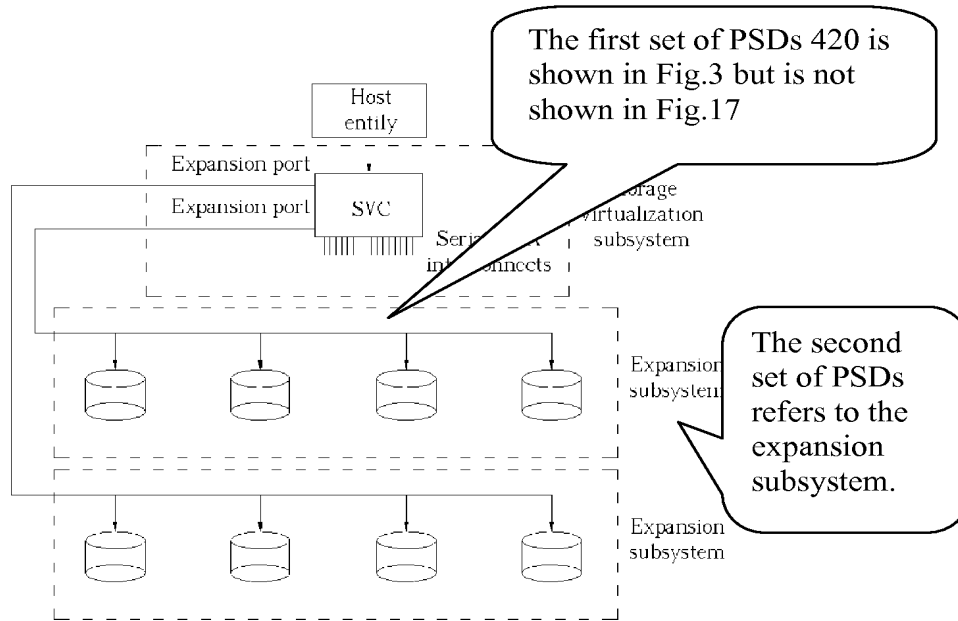 The first set of PSDs 420 is
shown in Fig.3 but is not
shown in Fig.17
Host
entily
Expansion port
Expansion port
SVC
virtualization
subsystem
The second
set of PSDs
refers to the
expansion
subsystem.
Expansion
subsystem
Expansion
subsystem